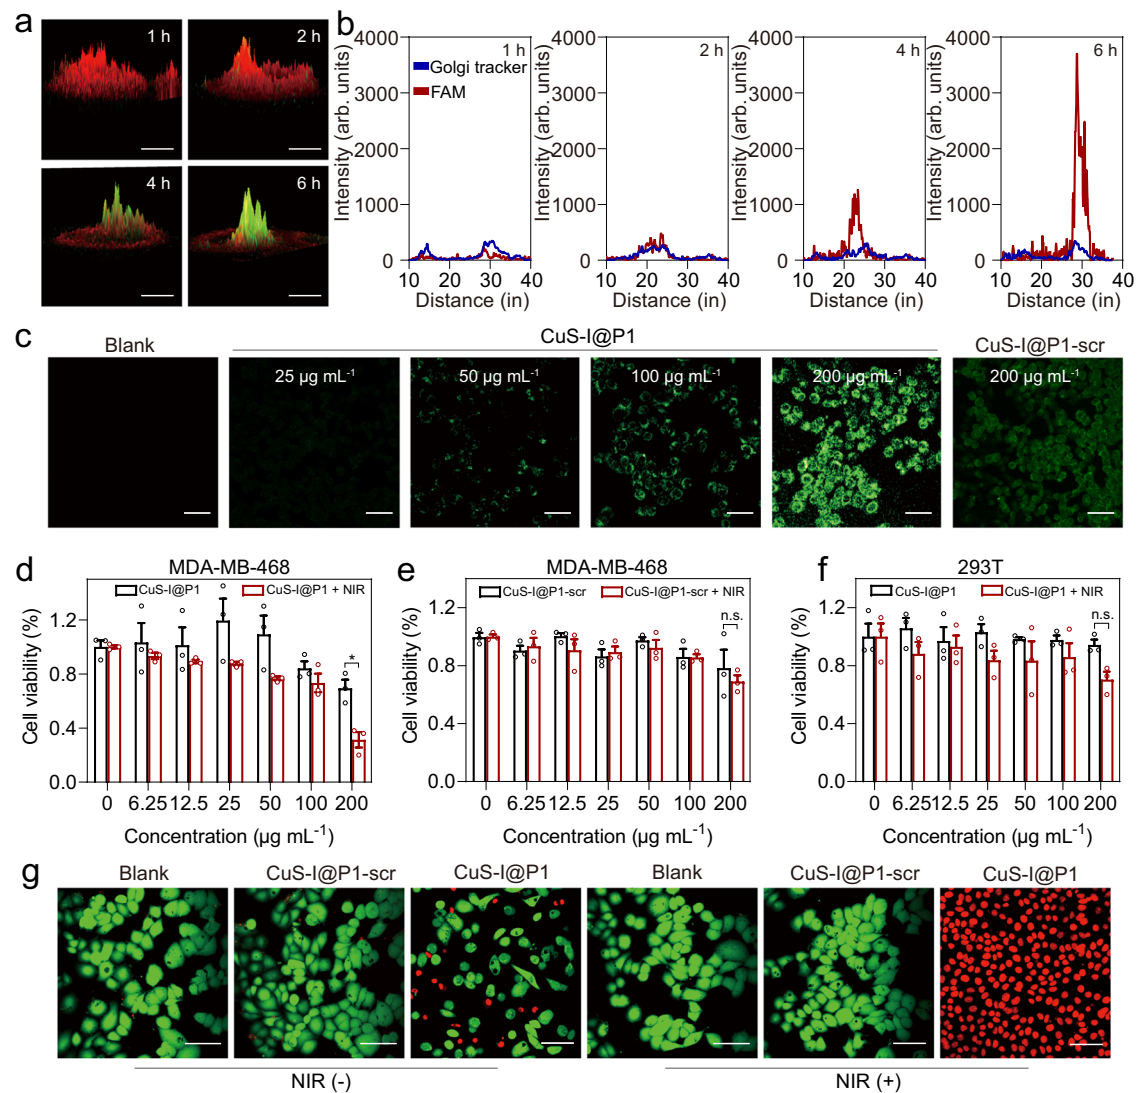 a
1 h
2 h
4 h
6 h
b
Intensity (arb. units)
4000
3000
2000
1000
0
1 h
Golgi tracker
FAM
10 20 30 40
Distance (in)
Intensity (arb. units)
4000
3000
2000
1000
0
2 h
10 20 30 40
Distance (in)
Intensity (arb. units)
4000
3000
2000
1000
0
4 h
10 20 30 40
Distance (in)
Intensity (arb. units)
4000
3000
2000
1000
0
6 h
10 20 30 40
Distance (in)
c
Blank
CuS-I@P1
CuS-I@P1-scr
25 µg mL⁻¹
50 µg mL⁻¹
100 µg mL⁻¹
200 µg mL⁻¹
200 µg mL⁻¹
d
MDA-MB-468
CuS-I@P1
CuS-I@P1 + NIR
Cell viability (%)
1.2
0.8
0.4
0.0
*
0 6.25 12.5 25 50 100 200
Concentration (µg mL⁻¹)
e
MDA-MB-468
CuS-I@P1-scr
CuS-I@P1-scr + NIR
Cell viability (%)
1.2
0.8
0.4
0.0
n.s.
0 6.25 12.5 25 50 100 200
Concentration (µg mL⁻¹)
f
293T
CuS-I@P1
CuS-I@P1 + NIR
Cell viability (%)
1.2
0.8
0.4
0.0
n.s.
0 6.25 12.5 25 50 100 200
Concentration (µg mL⁻¹)
g
Blank
CuS-I@P1-scr
CuS-I@P1
Blank
CuS-I@P1-scr
CuS-I@P1
NIR (-)
NIR (+)